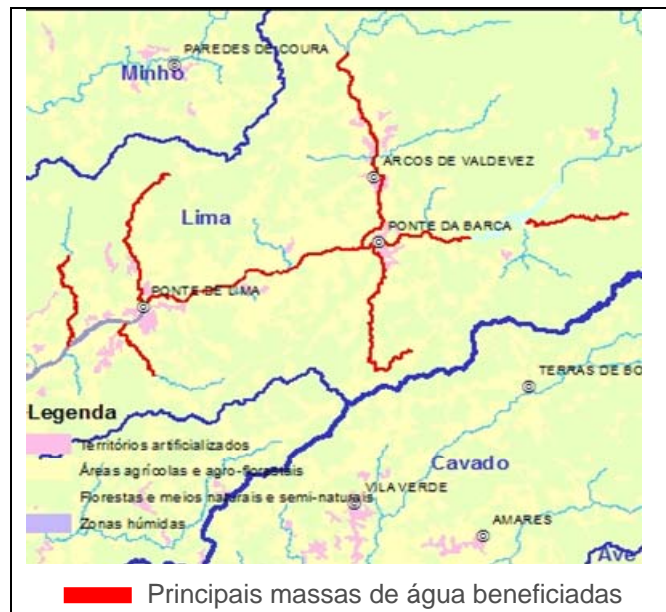 PAREDES DE COURA
Minho
ARCOS DE VALDEVEZ
Lima
PONTE DA BARCA
PONTE DE LIMA
TERRAS DE BO
Legenda
Territórios artificializados
Áreas agrícolas e agro-florestais
Cavado
Florestas e meios naturais e semi-naturais
VILA VERDE
Zonas húmidas
AMARES
Ave
Principais massas de água beneficiadas